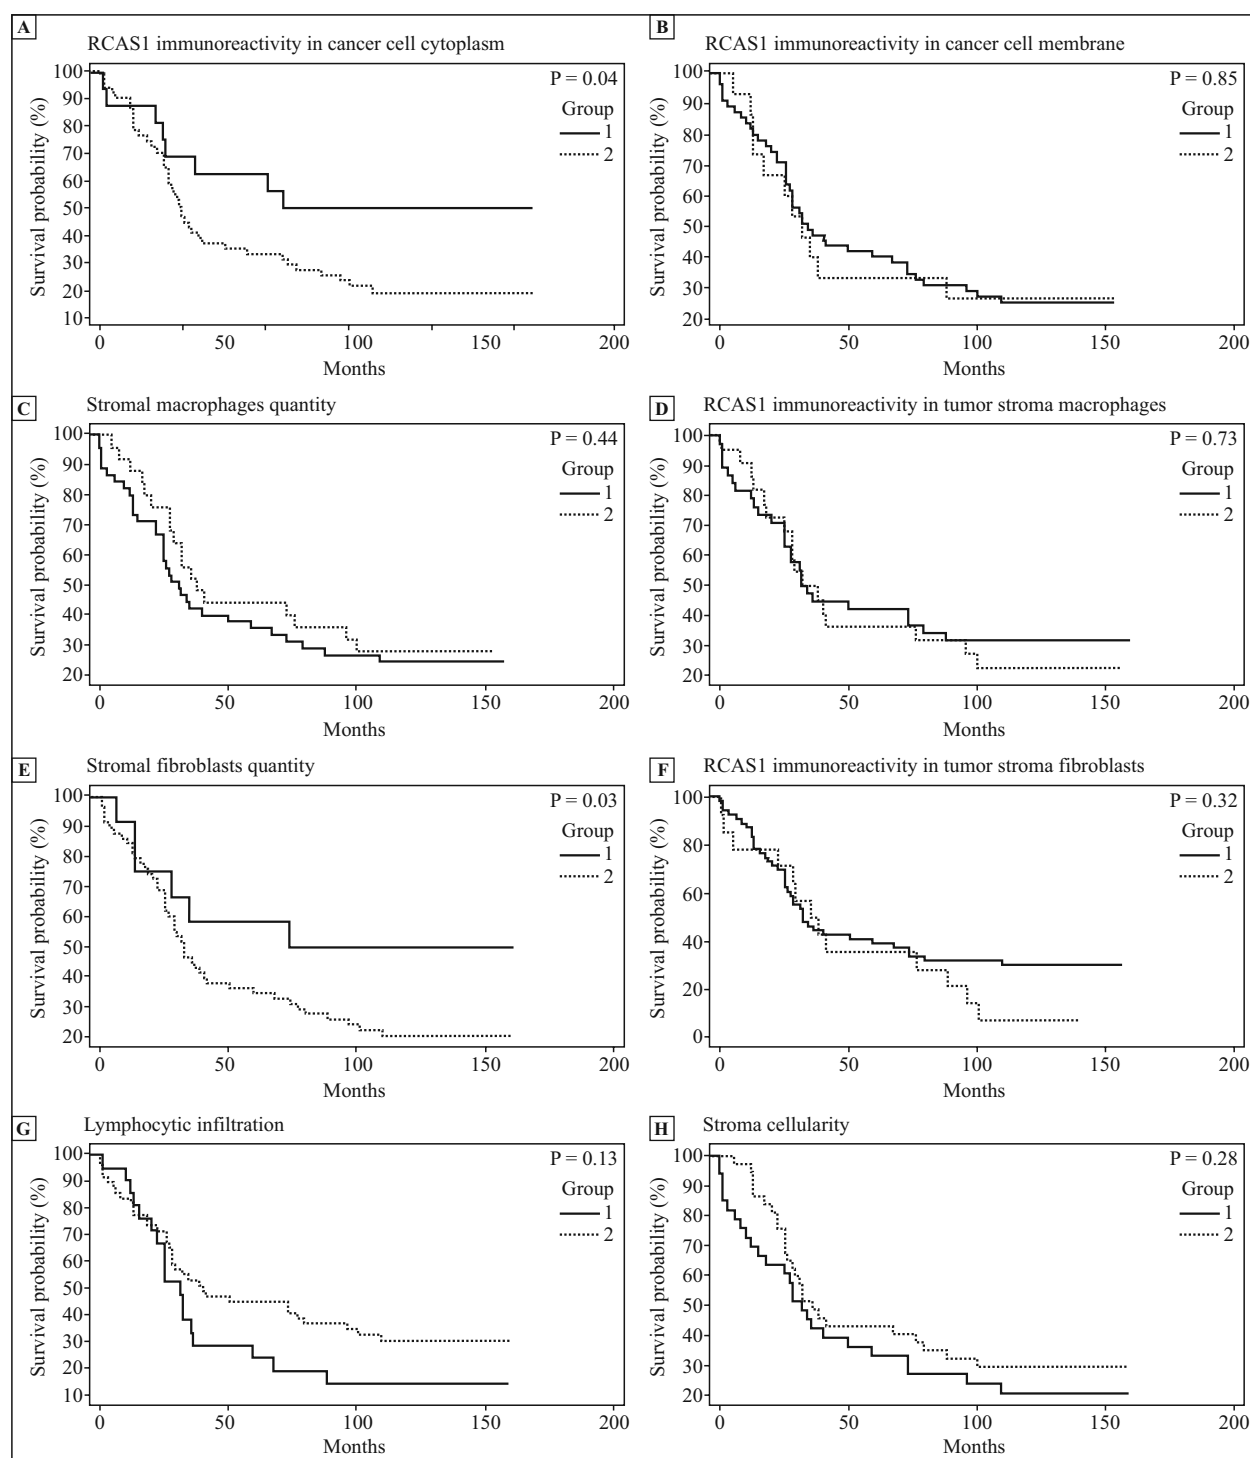 A
RCAS1 immunoreactivity in cancer cell cytoplasm
Survival probability (%)
100
90
80
70
60
50
40
30
20
10
P = 0.04
Group
1
2
0 50 100 150 200
Months
B
RCAS1 immunoreactivity in cancer cell membrane
Survival probability (%)
100
90
80
70
60
50
40
30
20
P = 0.85
Group
1
2
0 50 100 150 200
Months
C
Stromal macrophages quantity
Survival probability (%)
100
90
80
70
60
50
40
30
20
P = 0.44
Group
1
2
0 50 100 150 200
Months
D
RCAS1 immunoreactivity in tumor stroma macrophages
Survival probability (%)
100
90
80
70
60
50
40
30
20
P = 0.73
Group
1
2
0 50 100 150 200
Months
E
Stromal fibroblasts quantity
Survival probability (%)
100
90
80
70
60
50
40
30
20
P = 0.03
Group
1
2
0 50 100 150 200
Months
F
RCAS1 immunoreactivity in tumor stroma fibroblasts
Survival probability (%)
100
80
60
40
20
0
P = 0.32
Group
1
2
0 50 100 150 200
Months
G
Lymphocytic infiltration
Survival probability (%)
100
90
80
70
60
50
40
30
20
10
P = 0.13
Group
1
2
0 50 100 150 200
Months
H
Stroma cellularity
Survival probability (%)
100
90
80
70
60
50
40
30
20
P = 0.28
Group
1
2
0 50 100 150 200
Months